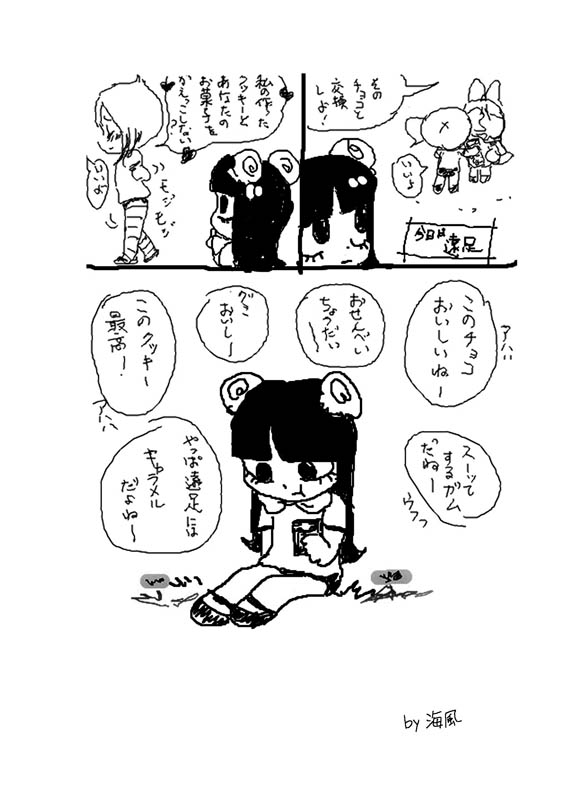 その
チョコと
交換
しよ!
いいよ
今日は
遠足
私の作った
クッキーと
あなたの
お菓子を
かえっこしない
?
モジ
モジ
いいよ
このチョコ
おいしいねー
アハハ
おせんべい
ちょうだい〜
グミ
おいし〜
このクッキー
最高ー!
アハハ
スーッて
するガム
だねー
ウフフ
やっぱ遠足には
キャラメル
だよね〜
by 海風